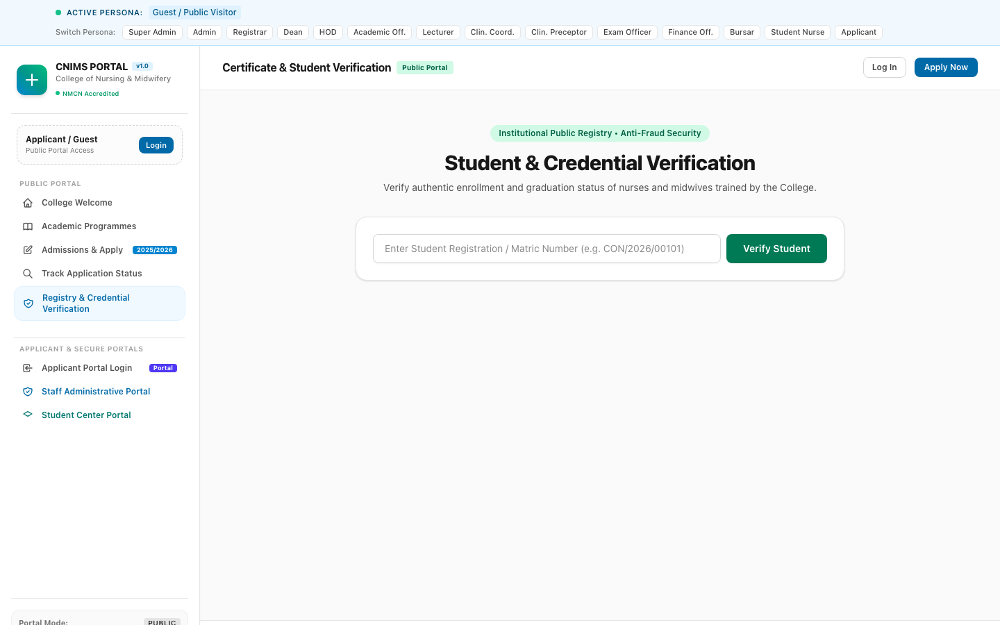 ACTIVE PERSONA: Guest / Public Visitor
Switch Persona: Super Admin Admin Registrar Dean HOD Academic Off. Lecturer Clin. Coord. Clin. Preceptor Exam Officer Finance Off. Bursar Student Nurse Applicant
CNIMS PORTAL v1.0
College of Nursing & Midwifery
NMCN Accredited
Applicant / Guest
Public Portal Access
Login
PUBLIC PORTAL
College Welcome
Academic Programmes
Admissions & Apply 2025/2026
Track Application Status
Registry & Credential
Verification
APPLICANT & SECURE PORTALS
Applicant Portal Login Portal
Staff Administrative Portal
Student Center Portal
Portal Mode: PUBLIC
Certificate & Student Verification Public Portal
Log In Apply Now
Institutional Public Registry • Anti-Fraud Security
Student & Credential Verification
Verify authentic enrollment and graduation status of nurses and midwives trained by the College.
Enter Student Registration / Matric Number (e.g. CON/2026/00101) Verify Student